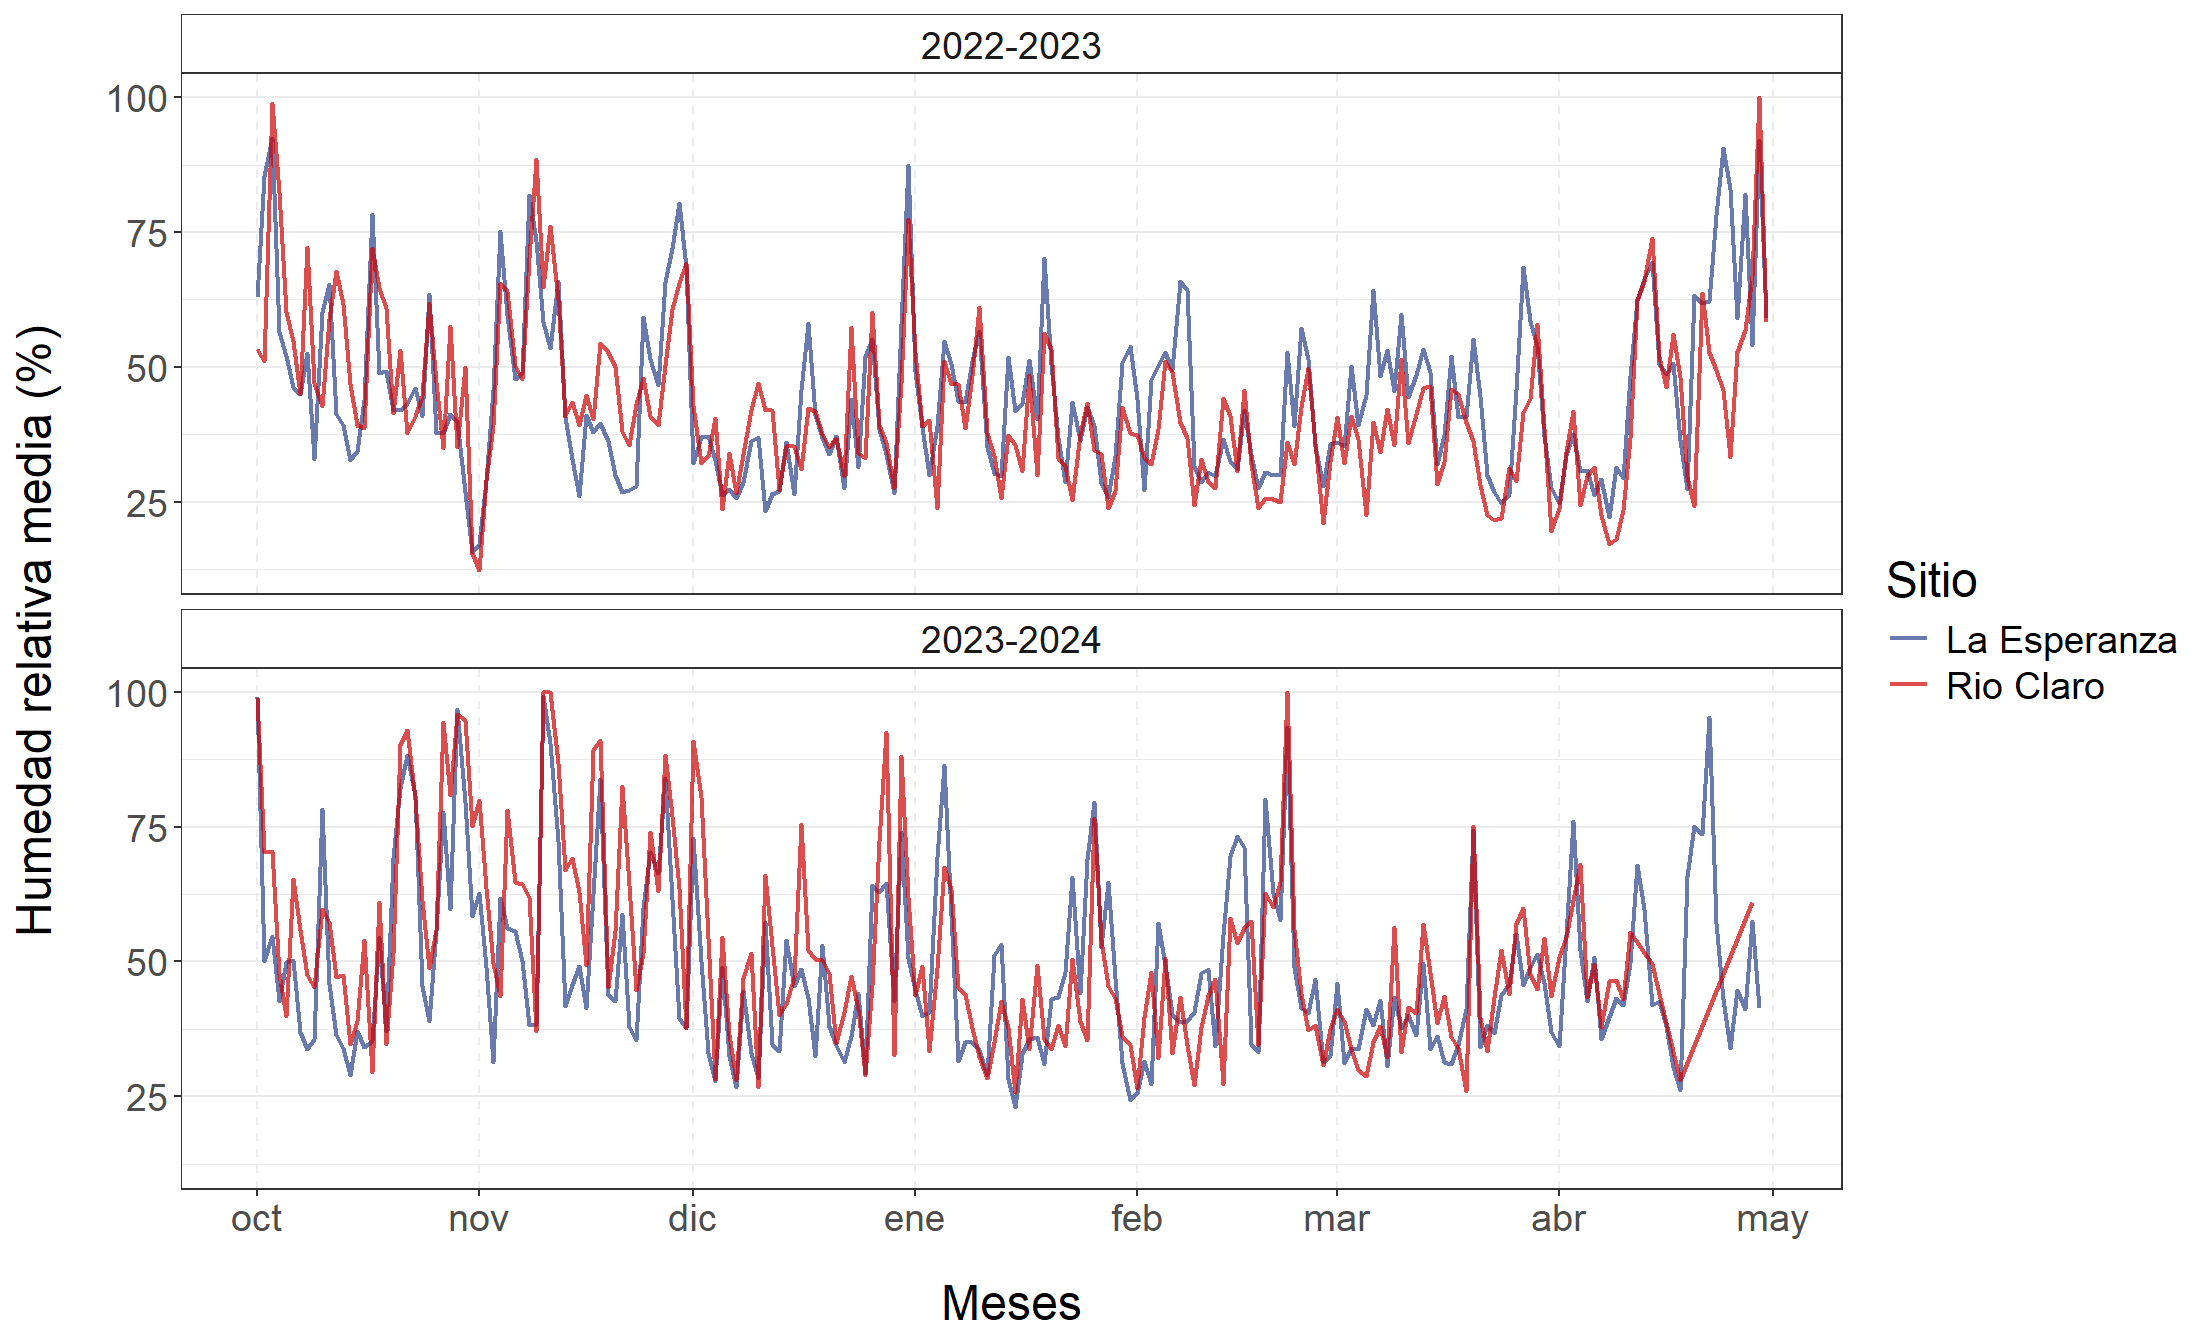 2022-2023
100
75
50
25
2023-2024
100
75
50
25
oct nov dic ene feb mar abr may
Meses
Humedad relativa media (%)
Sitio
La Esperanza
Rio Claro